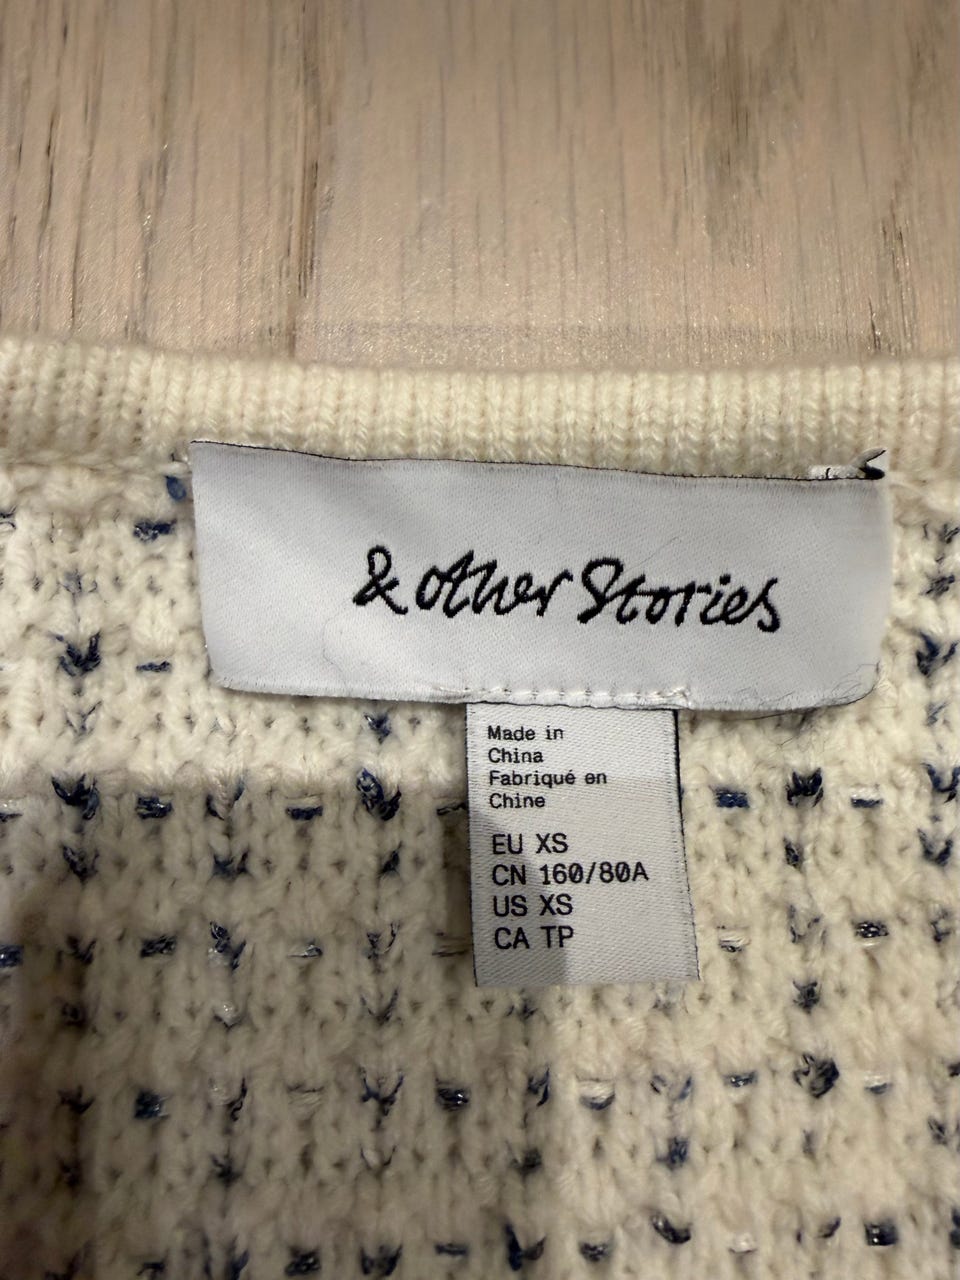 & other Stories
Made in
China
Fabriqué en
Chine
EU XS
CN 160/80A
US XS
CA TP